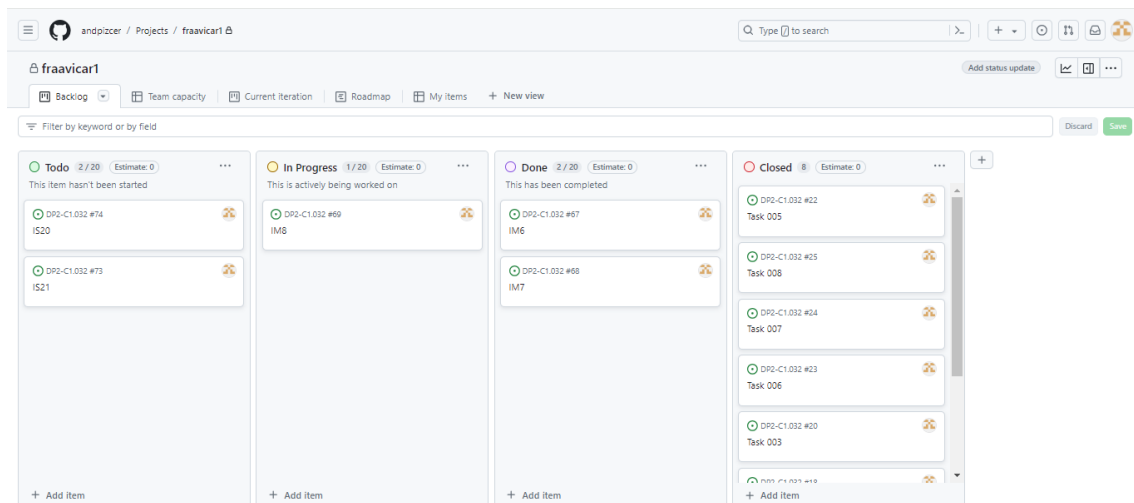 andpizcer / Projects / fraavicar1
Type / to search
fraavicar1
Add status update
Backlog
Team capacity
Current iteration
Roadmap
My items
+ New view
Filter by keyword or by field
Discard
Save
Todo 2 / 20 Estimate: 0
This item hasn't been started
DP2-C1.032 #74
IS20
DP2-C1.032 #73
IS21
+ Add item
In Progress 1 / 20 Estimate: 0
This is actively being worked on
DP2-C1.032 #69
IM8
+ Add item
Done 2 / 20 Estimate: 0
This has been completed
DP2-C1.032 #67
IM6
DP2-C1.032 #68
IM7
+ Add item
Closed 8 Estimate: 0
DP2-C1.032 #22
Task 005
DP2-C1.032 #25
Task 008
DP2-C1.032 #24
Task 007
DP2-C1.032 #23
Task 006
DP2-C1.032 #20
Task 003
DP2-C1.032 #18
+ Add item